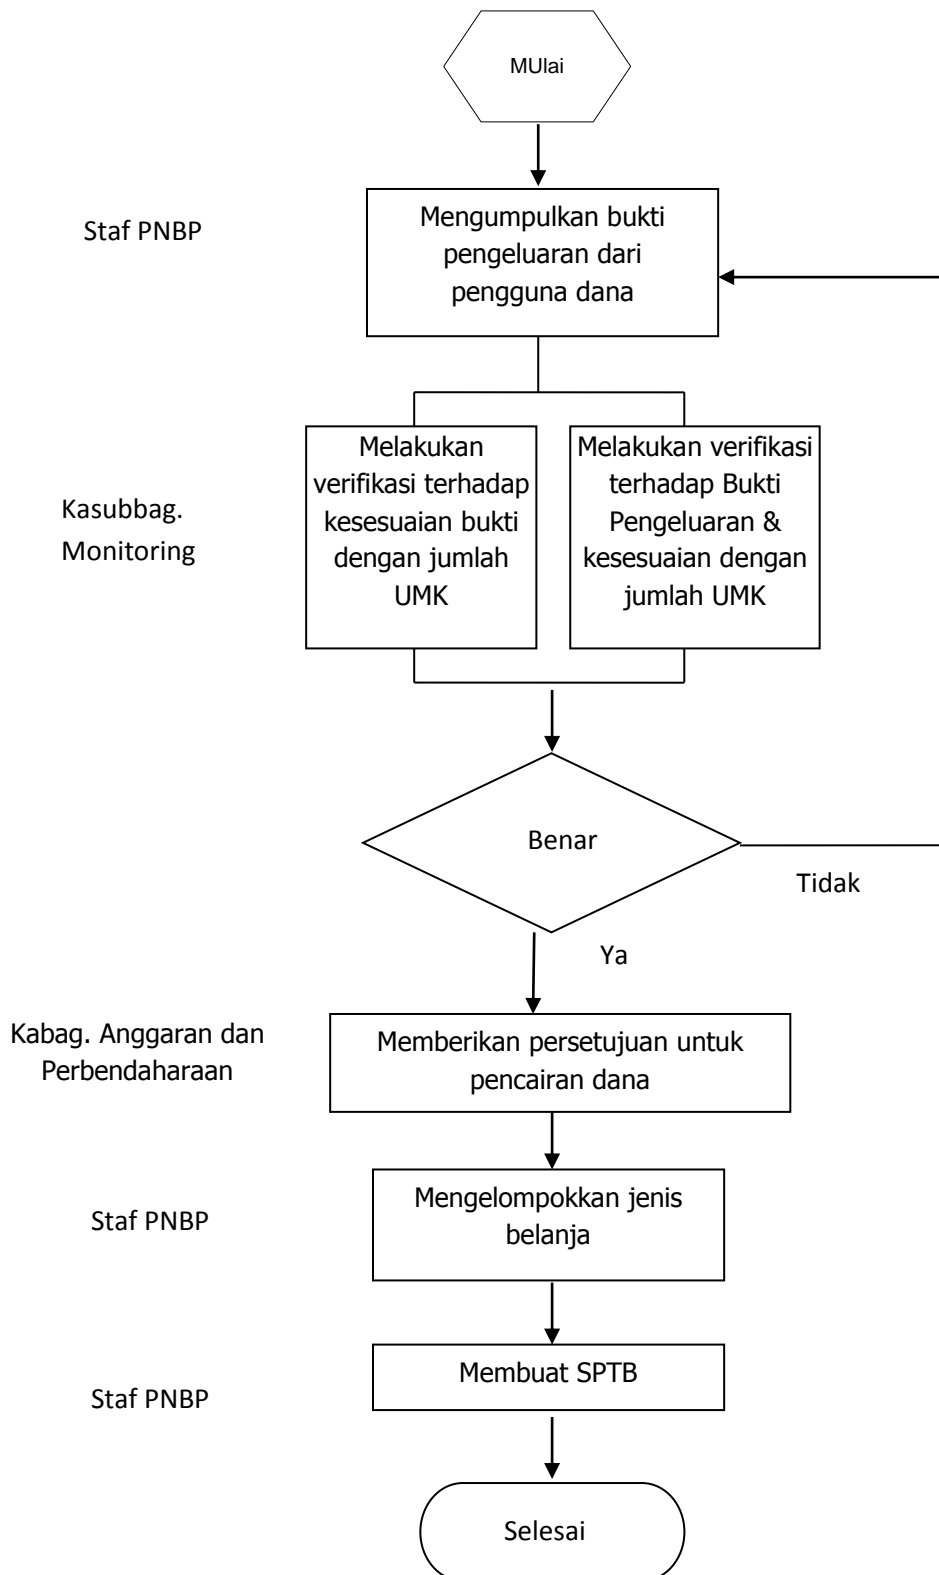 MUlai
Staf PNBP
Mengumpulkan bukti
pengeluaran dari
pengguna dana
Kasubbag.
Monitoring
Melakukan
verifikasi terhadap
kesesuaian bukti
dengan jumlah
UMK
Melakukan verifikasi
terhadap Bukti
Pengeluaran &
kesesuaian dengan
jumlah UMK
Benar
Tidak
Ya
Kabag. Anggaran dan
Perbendaharaan
Memberikan persetujuan untuk
pencairan dana
Staf PNBP
Mengelompokkan jenis
belanja
Staf PNBP
Membuat SPTB
Selesai